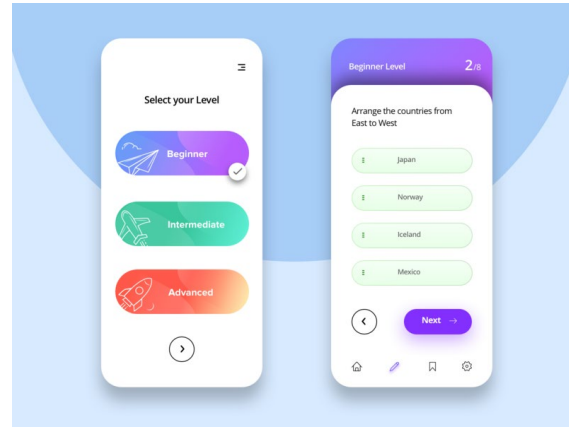 Select your Level
Beginner
Intermediate
Advanced
Beginner Level
2/8
Arrange the countries from
East to West
Japan
Norway
Iceland
Mexico
Next